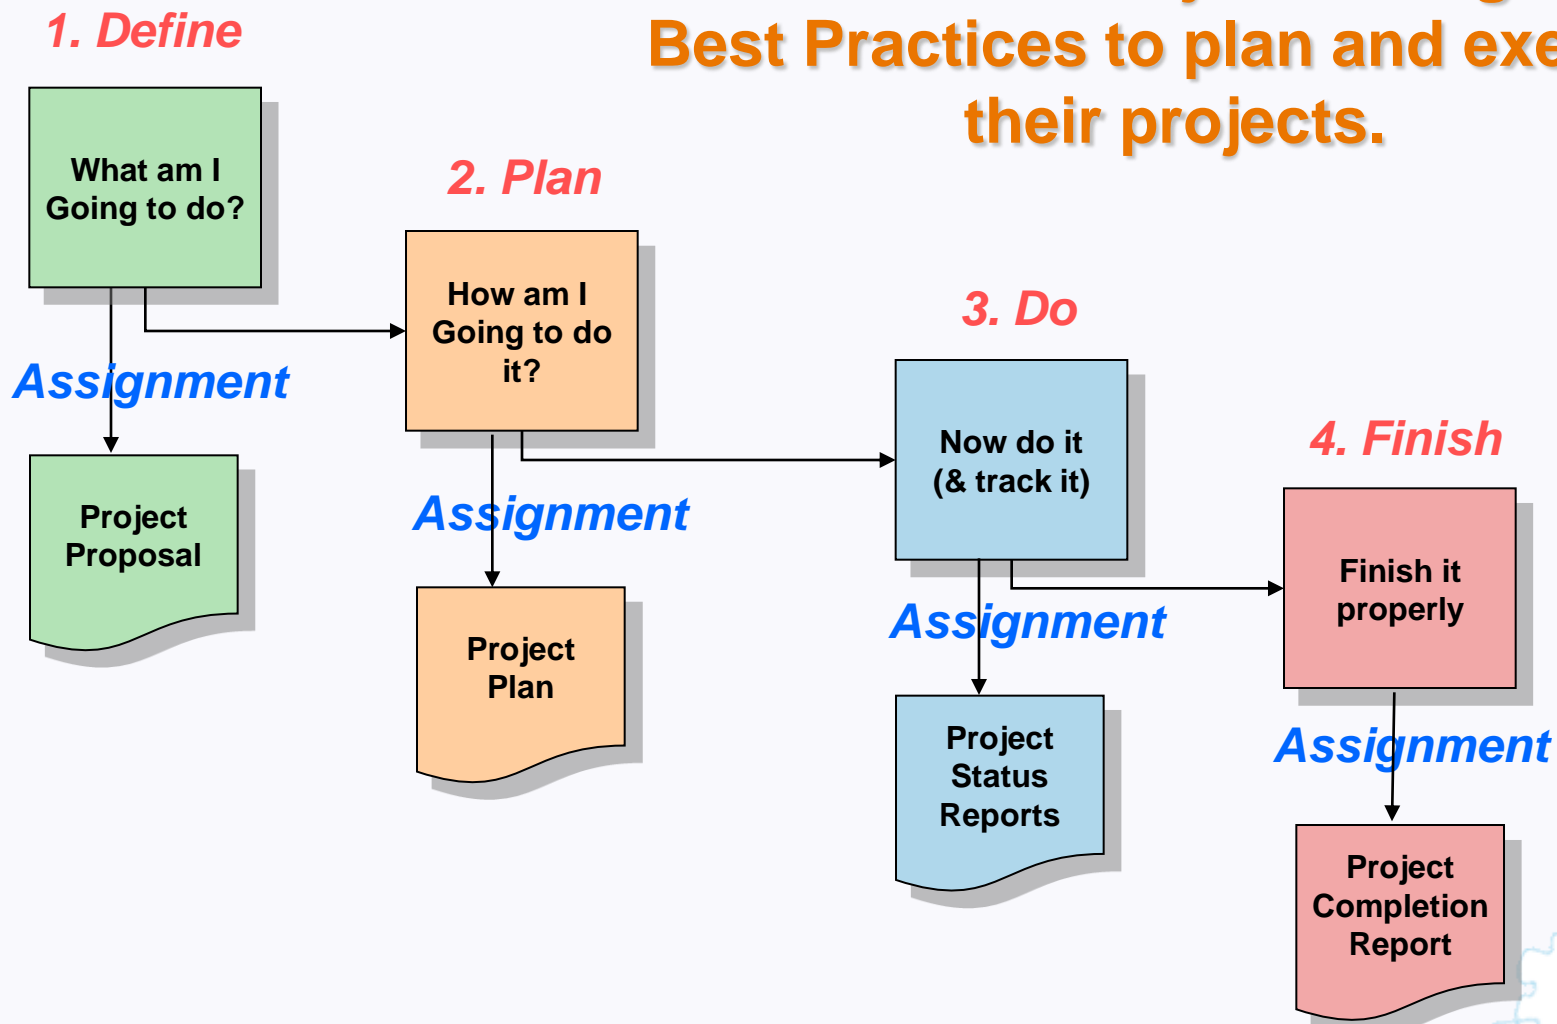 Best Practices to plan and
their projects.
1. Define
What am I
Going to do?
Assignment
Project
Proposal
2. Plan
How am I
Going to do
it?
Assignment
Project
Plan
3. Do
Now do it
(& track it)
Assignment
Project
Status
Reports
4. Finish
Finish it
properly
Assignment
Project
Completion
Report